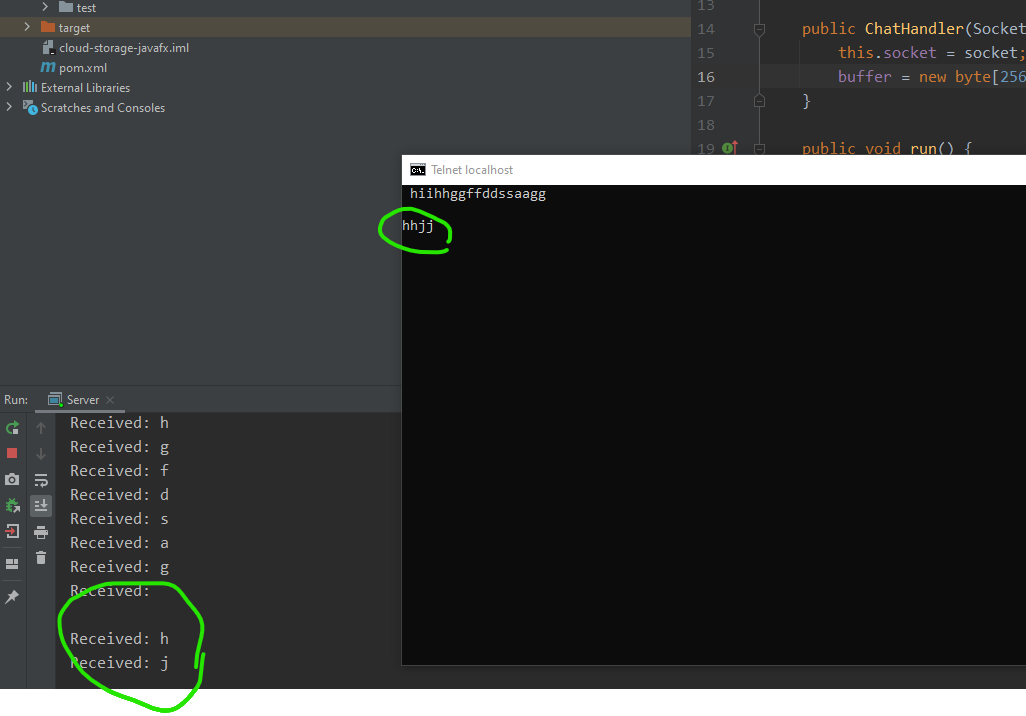 test
target
cloud-storage-javafx.iml
pom.xml
External Libraries
Scratches and Consoles
13
14 public ChatHandler(Socket
15 this.socket = socket;
16 buffer = new byte[256
17 }
18
19 public void run() {
Telnet localhost
hiihhggffddssaagg
hhjj
Run: Server
Received: h
Received: g
Received: f
Received: d
Received: s
Received: a
Received: g
Received:
Received: h
Received: j